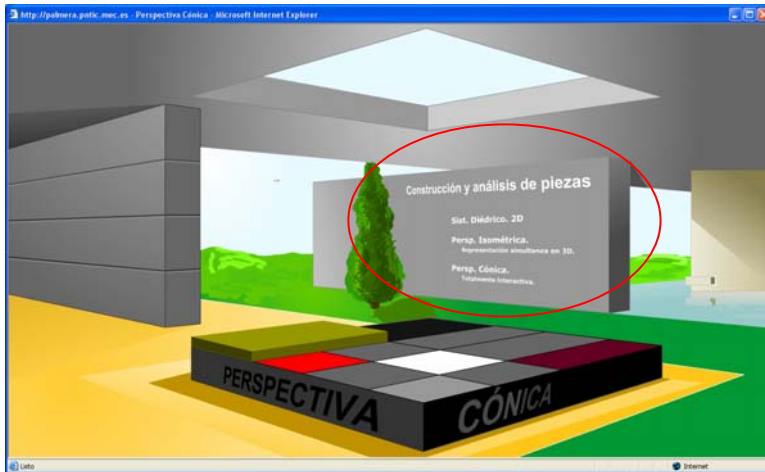 http://palmera.pntic.mec.es - Perspectiva Cónica - Microsoft Internet Explorer
Construcción y análisis de piezas
Sist. Diédrico. 2D
Persp. Isométrica.
Representación simultanea en 3D.
Persp. Cónica.
Totalmente Interactiva.
PERSPECTIVA
CÓNICA
Listo
Internet